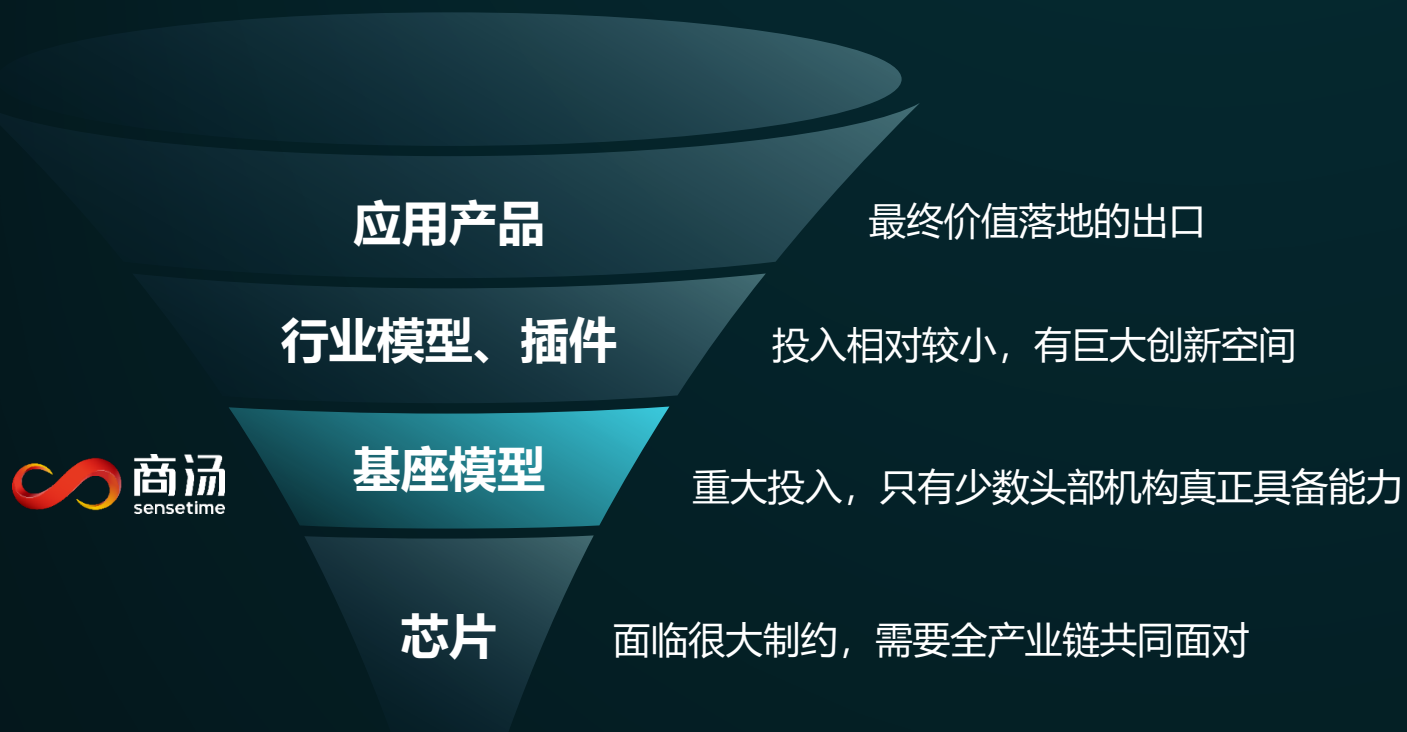 应用产品
最终价值落地的出口
行业模型、插件
投入相对较小，有巨大创新空间
商汤
sensetime
基座模型
重大投入，只有少数头部机构真正具备能力
芯片
面临很大制约，需要全产业链共同面对